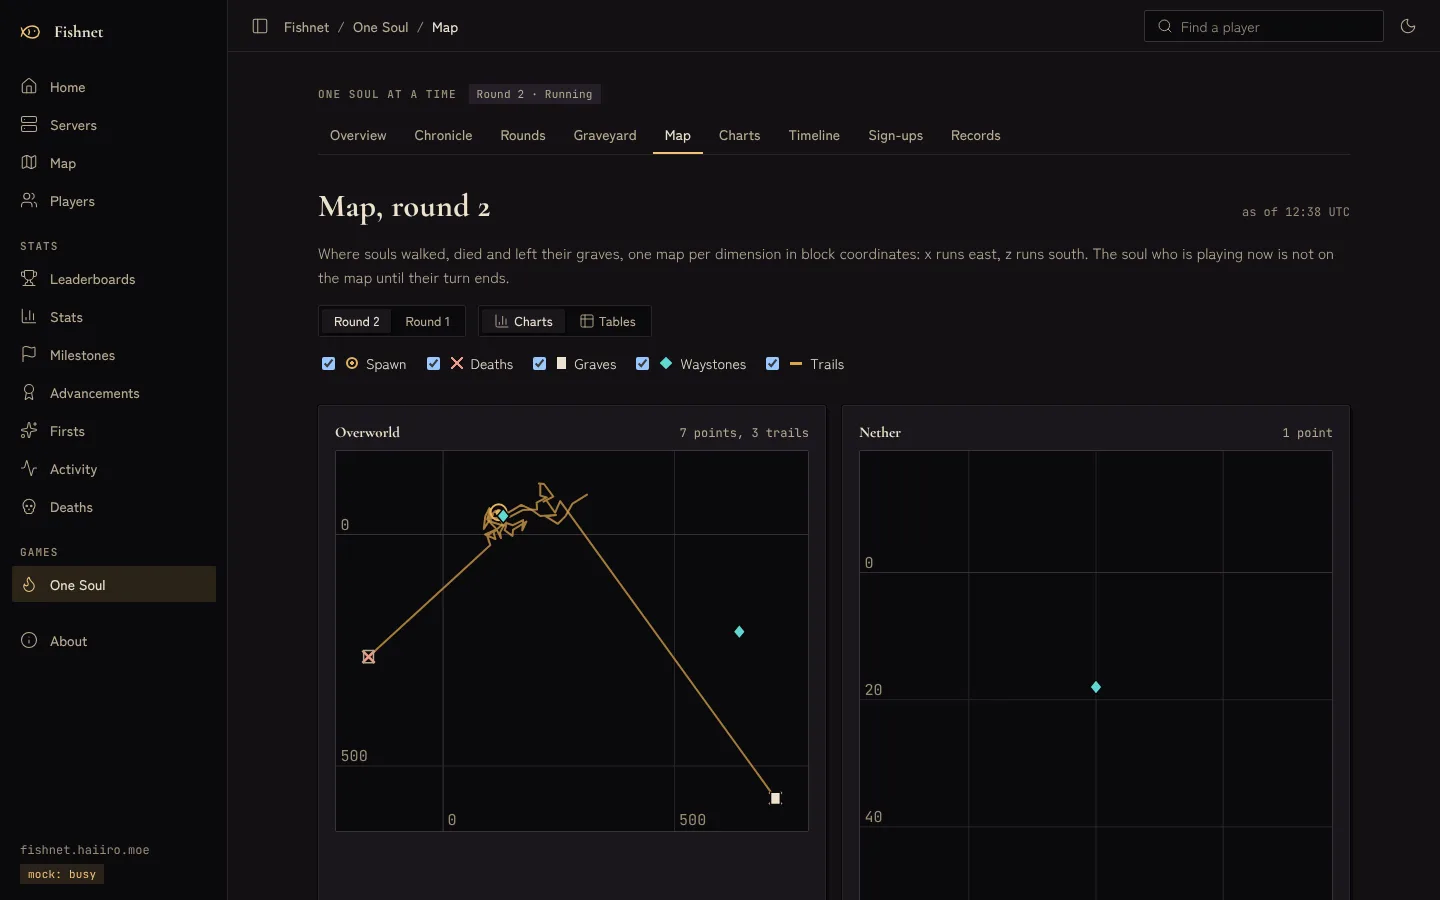 Fishnet
Fishnet / One Soul / Map
Find a player
Home
Servers
Map
Players
STATS
Leaderboards
Stats
Milestones
Advancements
Firsts
Activity
Deaths
GAMES
One Soul
About
fishnet.haiiro.moe
mock: busy
ONE SOUL AT A TIME
Round 2 · Running
Overview Chronicle Rounds Graveyard Map Charts Timeline Sign-ups Records
Map, round 2
as of 12:38 UTC
Where souls walked, died and left their graves, one map per dimension in block coordinates: x runs east, z runs south. The soul who is playing now is not on
the map until their turn ends.
Round 2 Round 1 Charts Tables
Spawn Deaths Graves Waystones Trails
Overworld
7 points, 3 trails
0
500
0
500
Nether
1 point
0
20
40